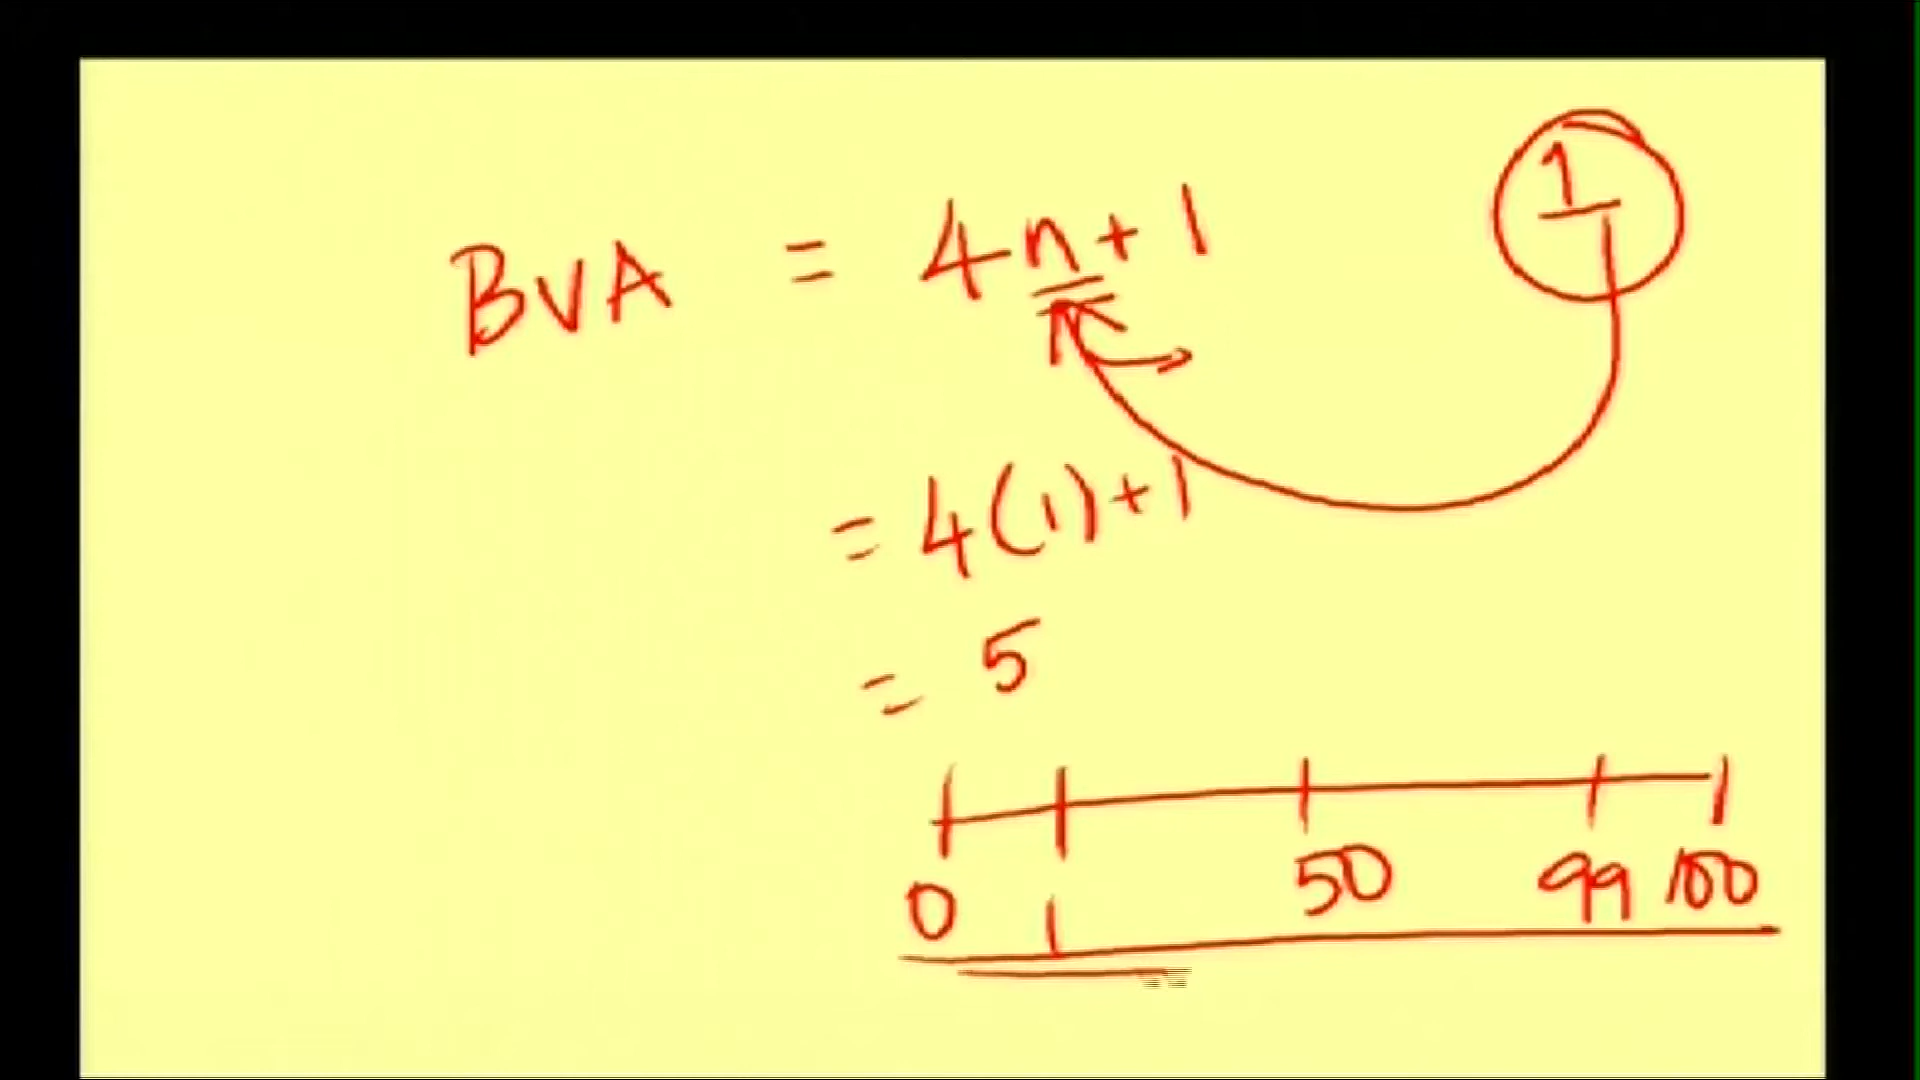 1
BVA = 4n+1
= 4(1)+1
= 5
0 1 50 99 100